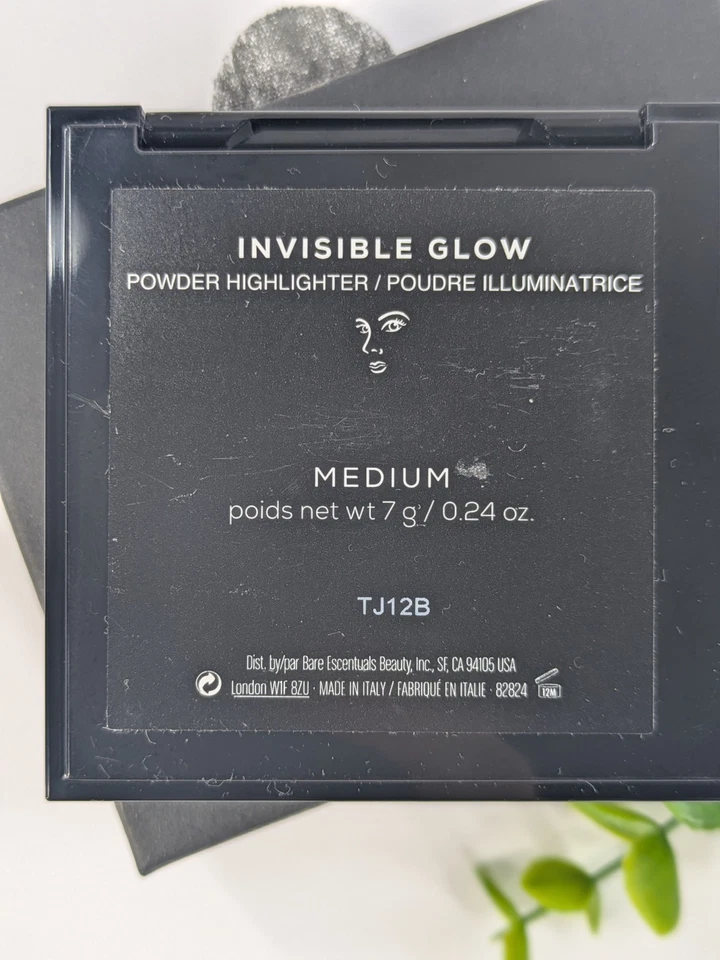 INVISIBLE GLOW
POWDER HIGHLIGHTER / POUDRE ILLUMINATRICE
MEDIUM
poids net wt 7 g / 0.24 oz.
TJ12B
Dist. by/par Bare Escentuals Beauty, Inc., SF, CA 94105 USA
London W1F 8ZU · MADE IN ITALY / FABRIQUÉ EN ITALIE · 82824 12M